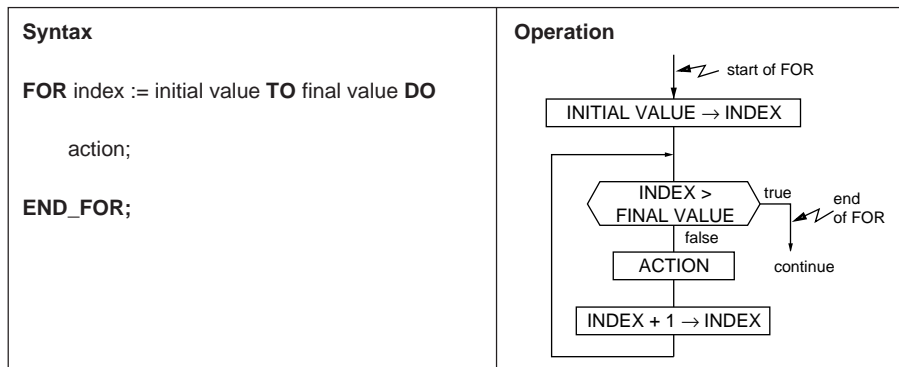 Syntax
FOR index := initial value TO final value DO
action;
END_FOR;
Operation
start of FOR
INITIAL VALUE → INDEX
INDEX >
FINAL VALUE
true
end
of FOR
false
ACTION
continue
INDEX + 1 → INDEX